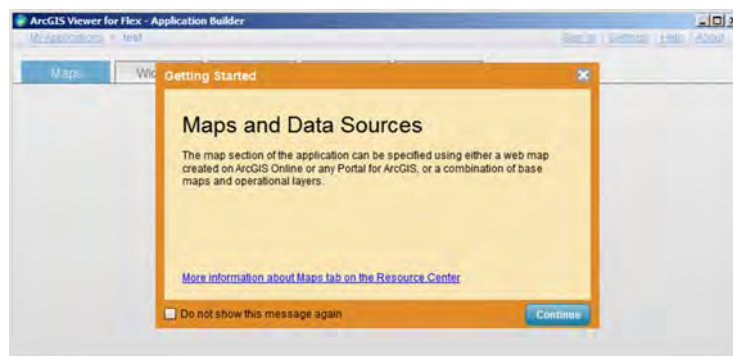 ArcGIS Viewer for Flex - Application Builder
My Applications > test
Sign In | Settings | Help | About
Maps
Getting Started
Maps and Data Sources
The map section of the application can be specified using either a web map
created on ArcGIS Online or any Portal for ArcGIS, or a combination of base
maps and operational layers.
More information about Maps tab on the Resource Center
Do not show this message again
Continue